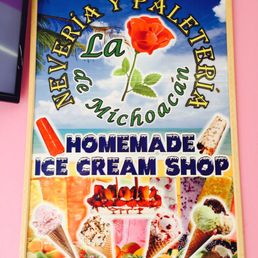 NEVERÍA Y PALETERÍA
La
de Michoacán
HOMEMADE
ICE CREAM SHOP